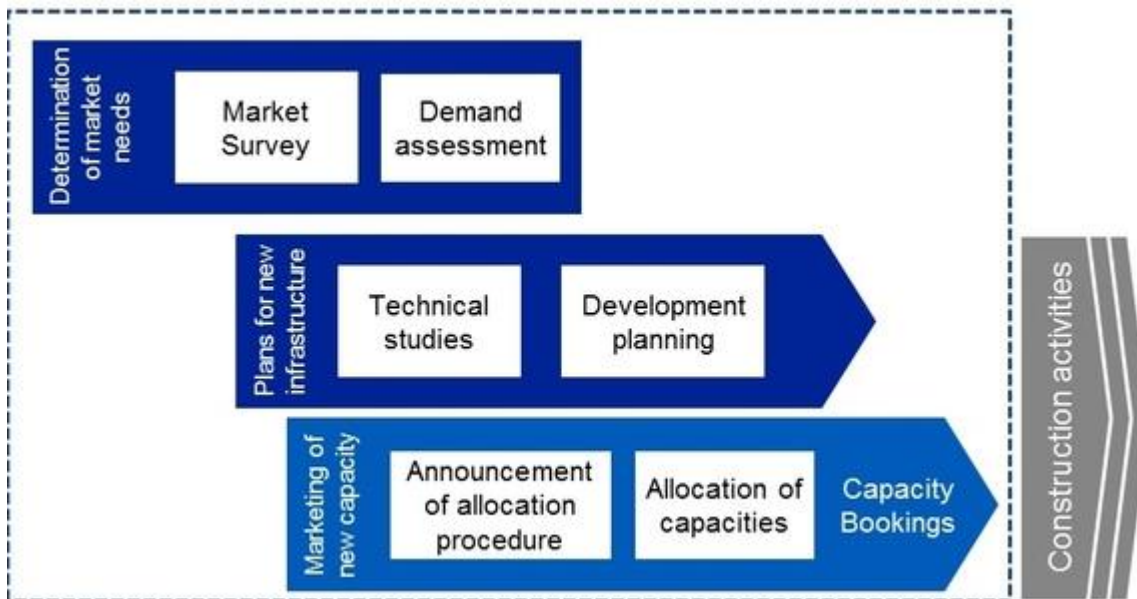 Determination
of market
needs
Market
Survey
Demand
assessment
Plans for new
infrastructure
Technical
studies
Development
planning
Marketing of
new capacity
Announcement
of allocation
procedure
Allocation of
capacities
Capacity
Bookings
Construction activities